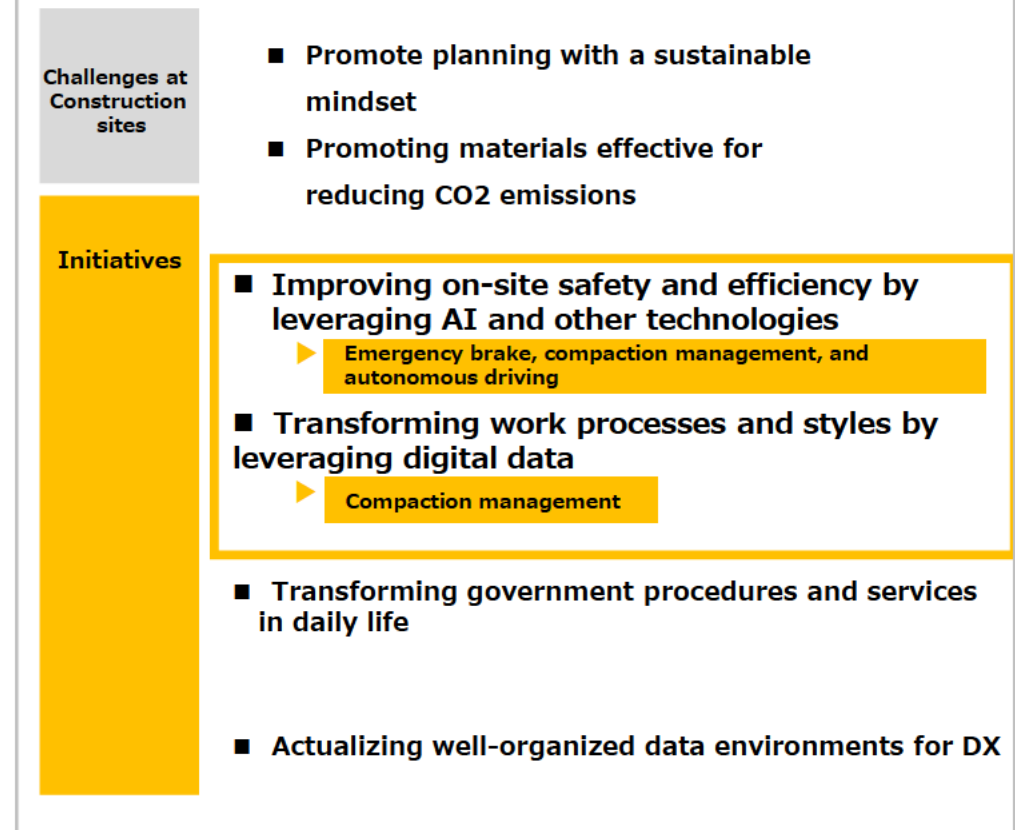 Challenges at
Construction
sites
■ Promote planning with a sustainable
mindset
■ Promoting materials effective for
reducing CO2 emissions
Initiatives
■ Improving on-site safety and efficiency by
leveraging AI and other technologies
Emergency brake, compaction management, and
autonomous driving
■ Transforming work processes and styles by
leveraging digital data
Compaction management
■ Transforming government procedures and services
in daily life
■ Actualizing well-organized data environments for DX